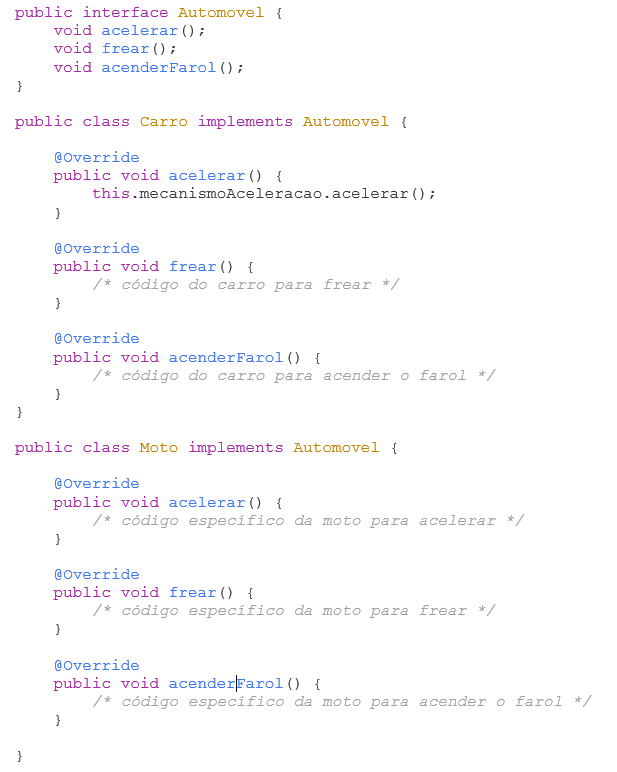 public interface Automovel {
    void acelerar();
    void frear();
    void acenderFarol();
}

public class Carro implements Automovel {

    @Override
    public void acelerar() {
        this.mecanismoAceleracao.acelerar();
    }

    @Override
    public void frear() {
        /* código do carro para frear */
    }

    @Override
    public void acenderFarol() {
        /* código do carro para acender o farol */
    }
}

public class Moto implements Automovel {

    @Override
    public void acelerar() {
        /* código específico da moto para acelerar */
    }

    @Override
    public void frear() {
        /* código específico da moto para frear */
    }

    @Override
    public void acenderFarol() {
        /* código específico da moto para acender o farol */
    }

}